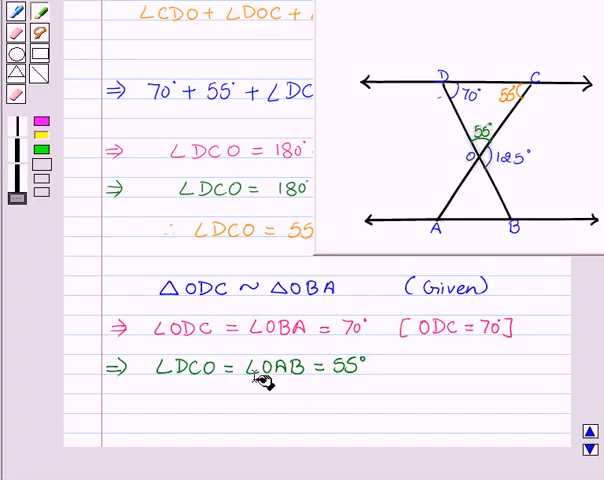 ∠CDO + ∠DOC +
⇒ 70° + 55° + ∠DC
⇒ ∠DCO = 180°
⇒ ∠DCO = 180°
∴ ∠DCO = 55
D
C
70°
55°
55°
O
125°
A
B
△ODC ~ △OBA (Given)
⇒ ∠ODC = ∠OBA = 70° [ODC = 70°]
⇒ ∠DCO = ∠OAB = 55°